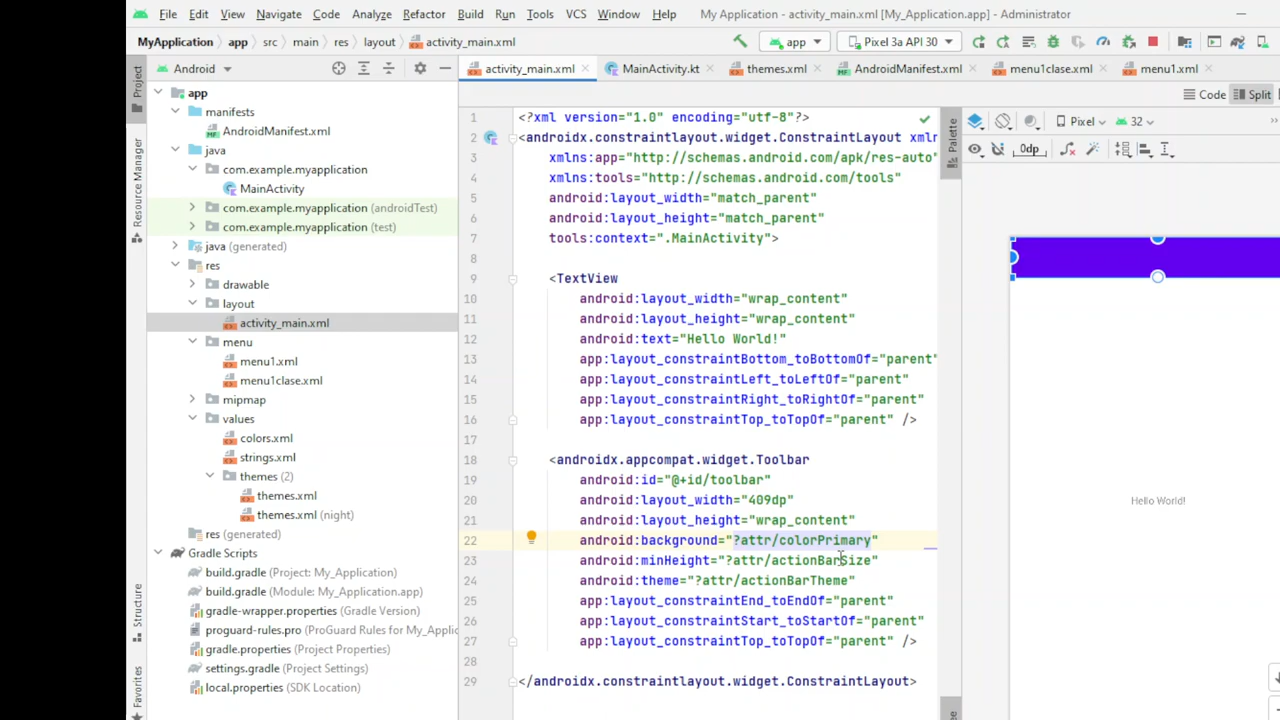 File Edit View Navigate Code Analyze Refactor Build Run Tools VCS Window Help My Application - activity_main.xml [My_Application.app] - Administrator
MyApplication app src main res layout activity_main.xml app Pixel 3a API 30
Android activity_main.xml MainActivity.kt themes.xml AndroidManifest.xml menu1clase.xml menu1.xml
Code Split
Project
Resource Manager
Structure
Favorites
app
manifests
AndroidManifest.xml
java
com.example.myapplication
MainActivity
com.example.myapplication (androidTest)
com.example.myapplication (test)
java (generated)
res
drawable
layout
activity_main.xml
menu
menu1.xml
menu1clase.xml
mipmap
values
colors.xml
strings.xml
themes (2)
themes.xml
themes.xml (night)
res (generated)
Gradle Scripts
build.gradle (Project: My_Application)
build.gradle (Module: My_Application.app)
gradle-wrapper.properties (Gradle Version)
proguard-rules.pro (ProGuard Rules for My_Applic
gradle.properties (Project Properties)
settings.gradle (Project Settings)
local.properties (SDK Location)
1 <?xml version="1.0" encoding="utf-8"?>
2 <androidx.constraintlayout.widget.ConstraintLayout xmln
3 xmlns:app="http://schemas.android.com/apk/res-auto"
4 xmlns:tools="http://schemas.android.com/tools"
5 android:layout_width="match_parent"
6 android:layout_height="match_parent"
7 tools:context=".MainActivity">
8
9 <TextView
10 android:layout_width="wrap_content"
11 android:layout_height="wrap_content"
12 android:text="Hello World!"
13 app:layout_constraintBottom_toBottomOf="parent"
14 app:layout_constraintLeft_toLeftOf="parent"
15 app:layout_constraintRight_toRightOf="parent"
16 app:layout_constraintTop_toTopOf="parent" />
17
18 <androidx.appcompat.widget.Toolbar
19 android:id="@+id/toolbar"
20 android:layout_width="409dp"
21 android:layout_height="wrap_content"
22 android:background="?attr/colorPrimary"
23 android:minHeight="?attr/actionBarSize"
24 android:theme="?attr/actionBarTheme"
25 app:layout_constraintEnd_toEndOf="parent"
26 app:layout_constraintStart_toStartOf="parent"
27 app:layout_constraintTop_toTopOf="parent" />
28
29 </androidx.constraintlayout.widget.ConstraintLayout>
Palette
Pixel 32 »
0dp
Hello World!